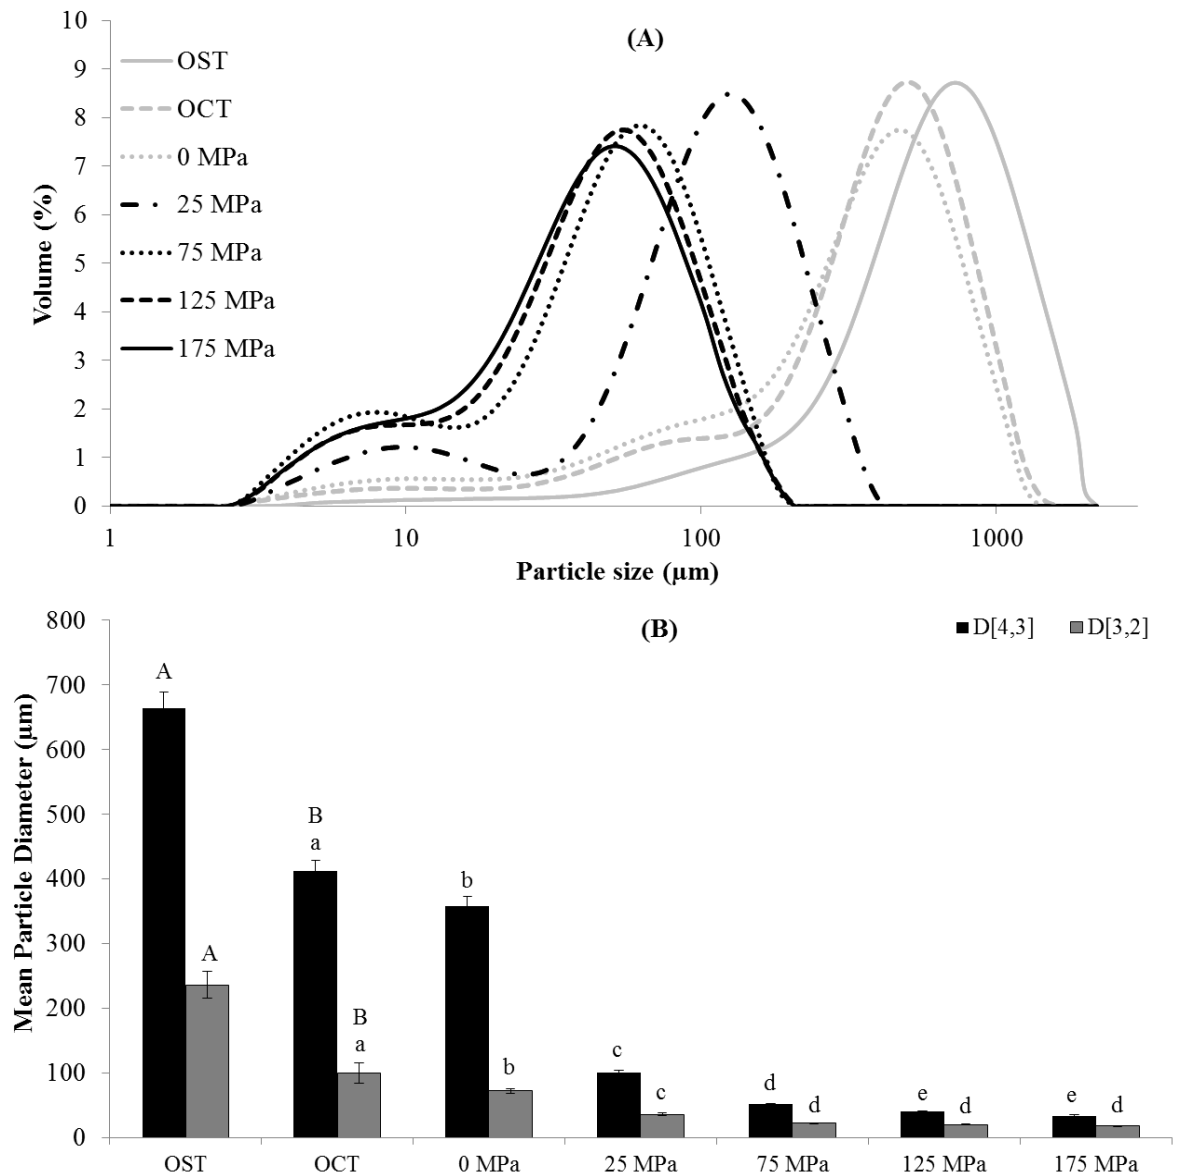 (A)
Volume (%)
10
9
8
7
6
5
4
3
2
1
0
OST
OCT
0 MPa
25 MPa
75 MPa
125 MPa
175 MPa
1 10 100 1000
Particle size (µm)
(B)
D[4,3] D[3,2]
Mean Particle Diameter (µm)
800
700
600
500
400
300
200
100
0
A
A
B
a
B
a
b
b
c
c
d
d
e
d
e
d
OST OCT 0 MPa 25 MPa 75 MPa 125 MPa 175 MPa